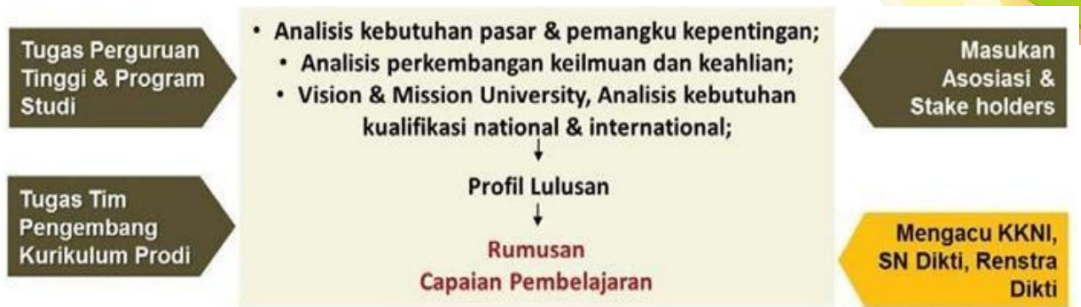 Tugas Perguruan
Tinggi & Program
Studi
• Analisis kebutuhan pasar & pemangku kepentingan;
• Analisis perkembangan keilmuan dan keahlian;
• Vision & Mission University, Analisis kebutuhan
kualifikasi national & international;
Masukan
Asosiasi &
Stake holders
Profil Lulusan
Tugas Tim
Pengembang
Kurikulum Prodi
Rumusan
Capaian Pembelajaran
Mengacu KKNI,
SN Dikti, Renstra
Dikti